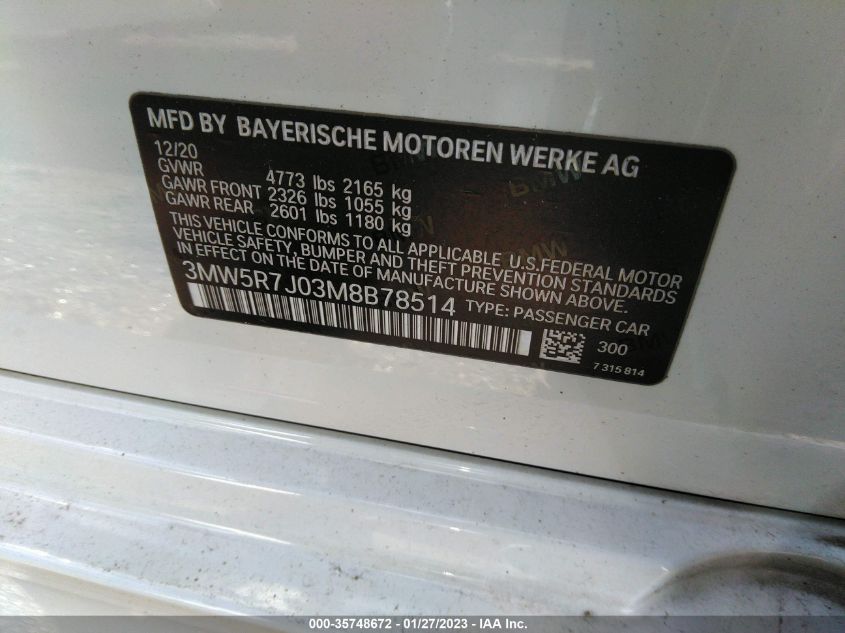 MFD BY BAYERISCHE MOTOREN WERKE AG
12/20
GVWR 4773 lbs 2165 kg
GAWR FRONT 2326 lbs 1055 kg
GAWR REAR 2601 lbs 1180 kg
THIS VEHICLE CONFORMS TO ALL APPLICABLE U.S.FEDERAL MOTOR
VEHICLE SAFETY, BUMPER AND THEFT PREVENTION STANDARDS
IN EFFECT ON THE DATE OF MANUFACTURE SHOWN ABOVE.
3MW5R7J03M8B78514 TYPE: PASSENGER CAR
300
7 315 814
BMW
BMW
000-35748672 - 01/27/2023 - IAA Inc.